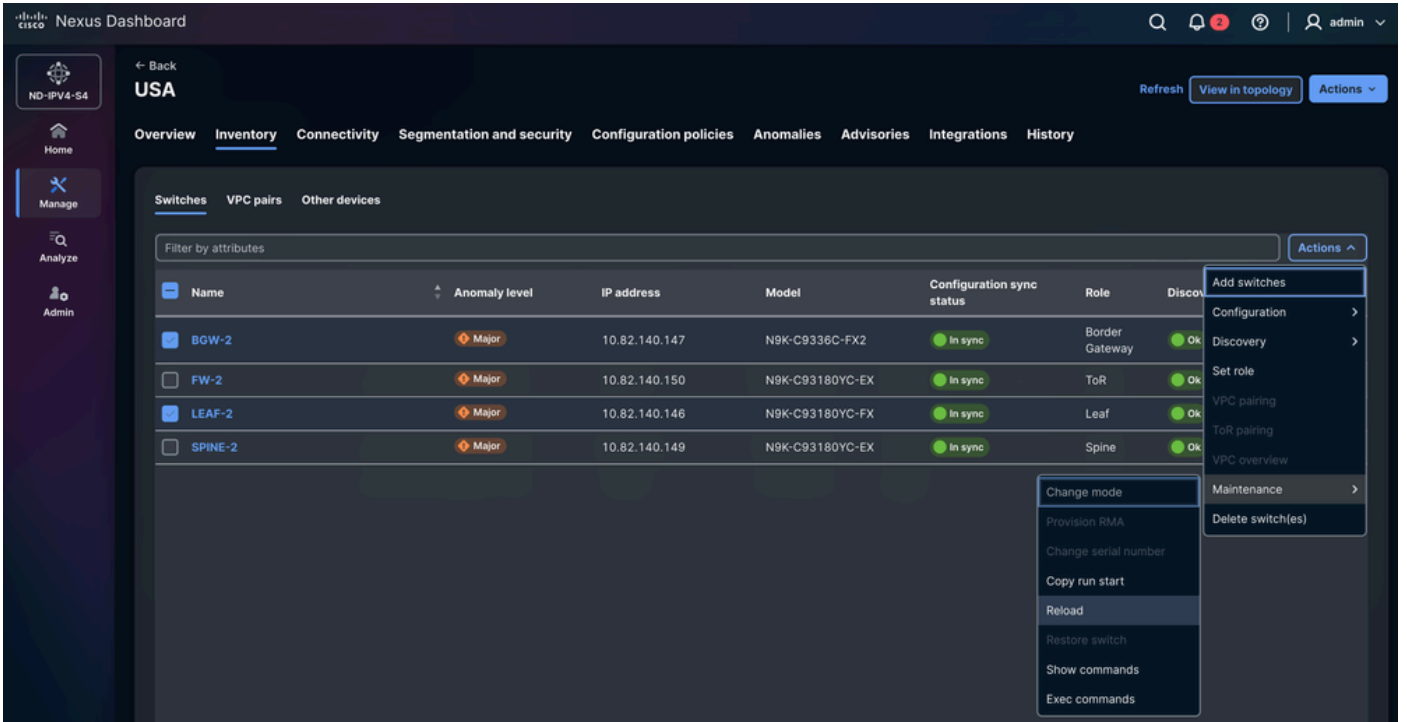 cisco Nexus Dashboard
2
admin
ND-IPV4-S4
Home
Manage
Analyze
Admin
← Back
USA
Refresh View in topology Actions
Overview Inventory Connectivity Segmentation and security Configuration policies Anomalies Advisories Integrations History
Switches VPC pairs Other devices
Filter by attributes Actions
Name Anomaly level IP address Model Configuration sync status Role Discov
BGW-2 Major 10.82.140.147 N9K-C9336C-FX2 In sync Border Gateway Ok
FW-2 Major 10.82.140.150 N9K-C93180YC-EX In sync ToR Ok
LEAF-2 Major 10.82.140.146 N9K-C93180YC-FX In sync Leaf Ok
SPINE-2 Major 10.82.140.149 N9K-C93180YC-EX In sync Spine Ok
Add switches
Configuration
Discovery
Set role
VPC pairing
ToR pairing
VPC overview
Maintenance
Delete switch(es)
Change mode
Provision RMA
Change serial number
Copy run start
Reload
Restore switch
Show commands
Exec commands